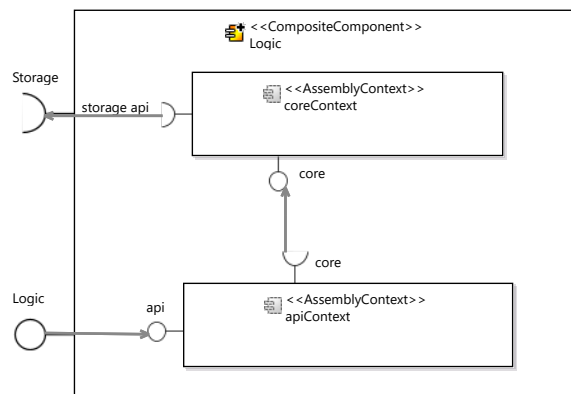 <<CompositeComponent>>
Logic
Storage
<<AssemblyContext>>
coreContext
storage api
core
core
Logic
api
<<AssemblyContext>>
apiContext